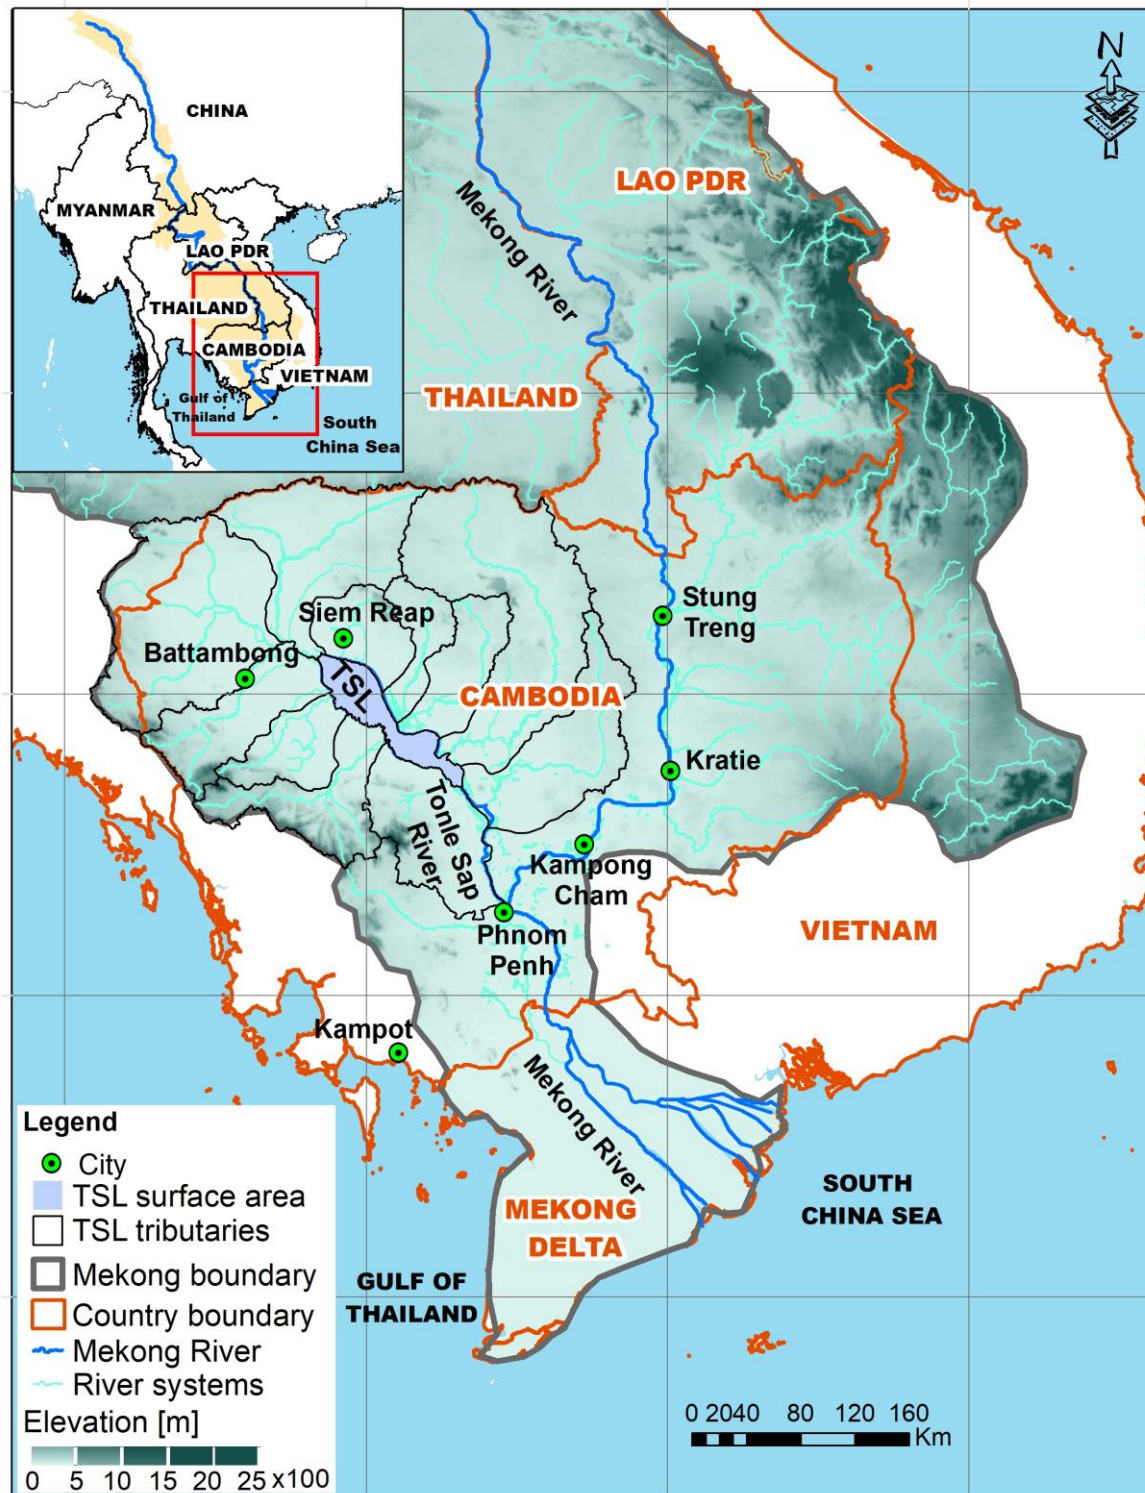 CHINA
MYANMAR
LAO PDR
THAILAND
CAMBODIA
VIETNAM
Gulf of
Thailand
South
China Sea
N
LAO PDR
Mekong River
THAILAND
Stung
Treng
Siem Reap
Battambong
TSL
CAMBODIA
Kratie
Tonle Sap
River
Kampong
Cham
Phnom
Penh
VIETNAM
Kampot
Mekong River
MEKONG
DELTA
SOUTH
CHINA SEA
GULF OF
THAILAND
Legend
City
TSL surface area
TSL tributaries
Mekong boundary
Country boundary
Mekong River
River systems
Elevation [m]
0 5 10 15 20 25 x100
0 20 40 80 120 160
Km